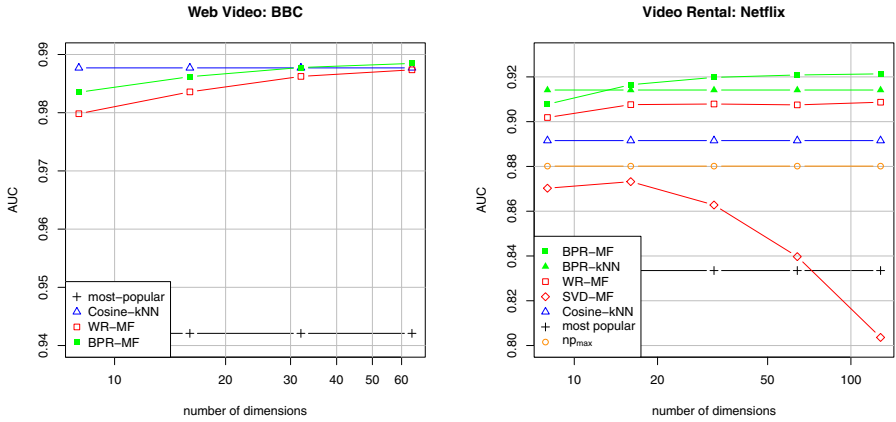 Web Video: BBC
AUC
0.99
0.98
0.97
0.96
0.95
0.94
most-popular
Cosine-kNN
WR-MF
BPR-MF
10
20
30
40
50
60
number of dimensions
Video Rental: Netflix
AUC
0.92
0.90
0.88
0.86
0.84
0.82
0.80
BPR-MF
BPR-kNN
WR-MF
SVD-MF
Cosine-kNN
most popular
npmax
10
20
50
100
number of dimensions